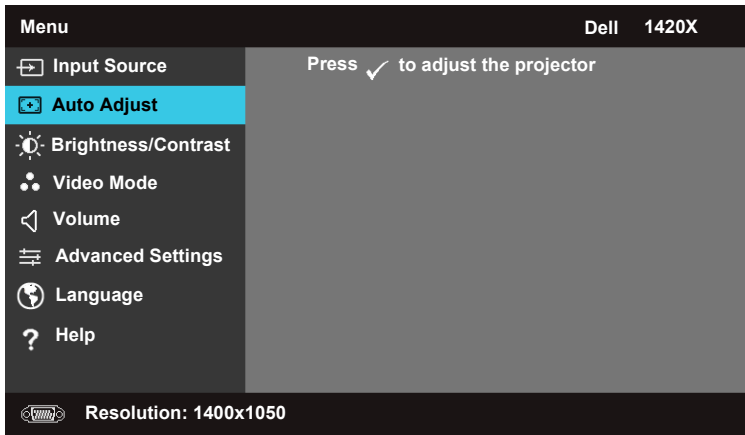 Menu Dell 1420X
Input Source
Press ✓ to adjust the projector
Auto Adjust
Brightness/Contrast
Video Mode
Volume
Advanced Settings
Language
? Help
Resolution: 1400x1050